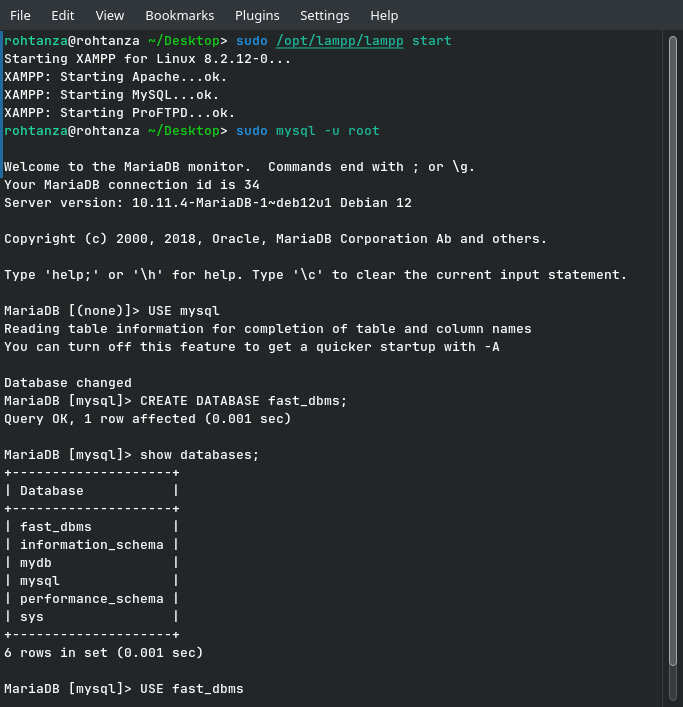 File Edit View Bookmarks Plugins Settings Help
rohtanza@rohtanza ~/Desktop> sudo /opt/lampp/lampp start
Starting XAMPP for Linux 8.2.12-0...
XAMPP: Starting Apache...ok.
XAMPP: Starting MySQL...ok.
XAMPP: Starting ProFTPD...ok.
rohtanza@rohtanza ~/Desktop> sudo mysql -u root
Welcome to the MariaDB monitor.  Commands end with ; or \g.
Your MariaDB connection id is 34
Server version: 10.11.4-MariaDB-1~deb12u1 Debian 12
Copyright (c) 2000, 2018, Oracle, MariaDB Corporation Ab and others.
Type 'help;' or '\h' for help. Type '\c' to clear the current input statement.
MariaDB [(none)]> USE mysql
Reading table information for completion of table and column names
You can turn off this feature to get a quicker startup with -A
Database changed
MariaDB [mysql]> CREATE DATABASE fast_dbms;
Query OK, 1 row affected (0.001 sec)
MariaDB [mysql]> show databases;
+--------------------+
| Database           |
+--------------------+
| fast_dbms          |
| information_schema |
| mydb               |
| mysql              |
| performance_schema |
| sys                |
+--------------------+
6 rows in set (0.001 sec)
MariaDB [mysql]> USE fast_dbms